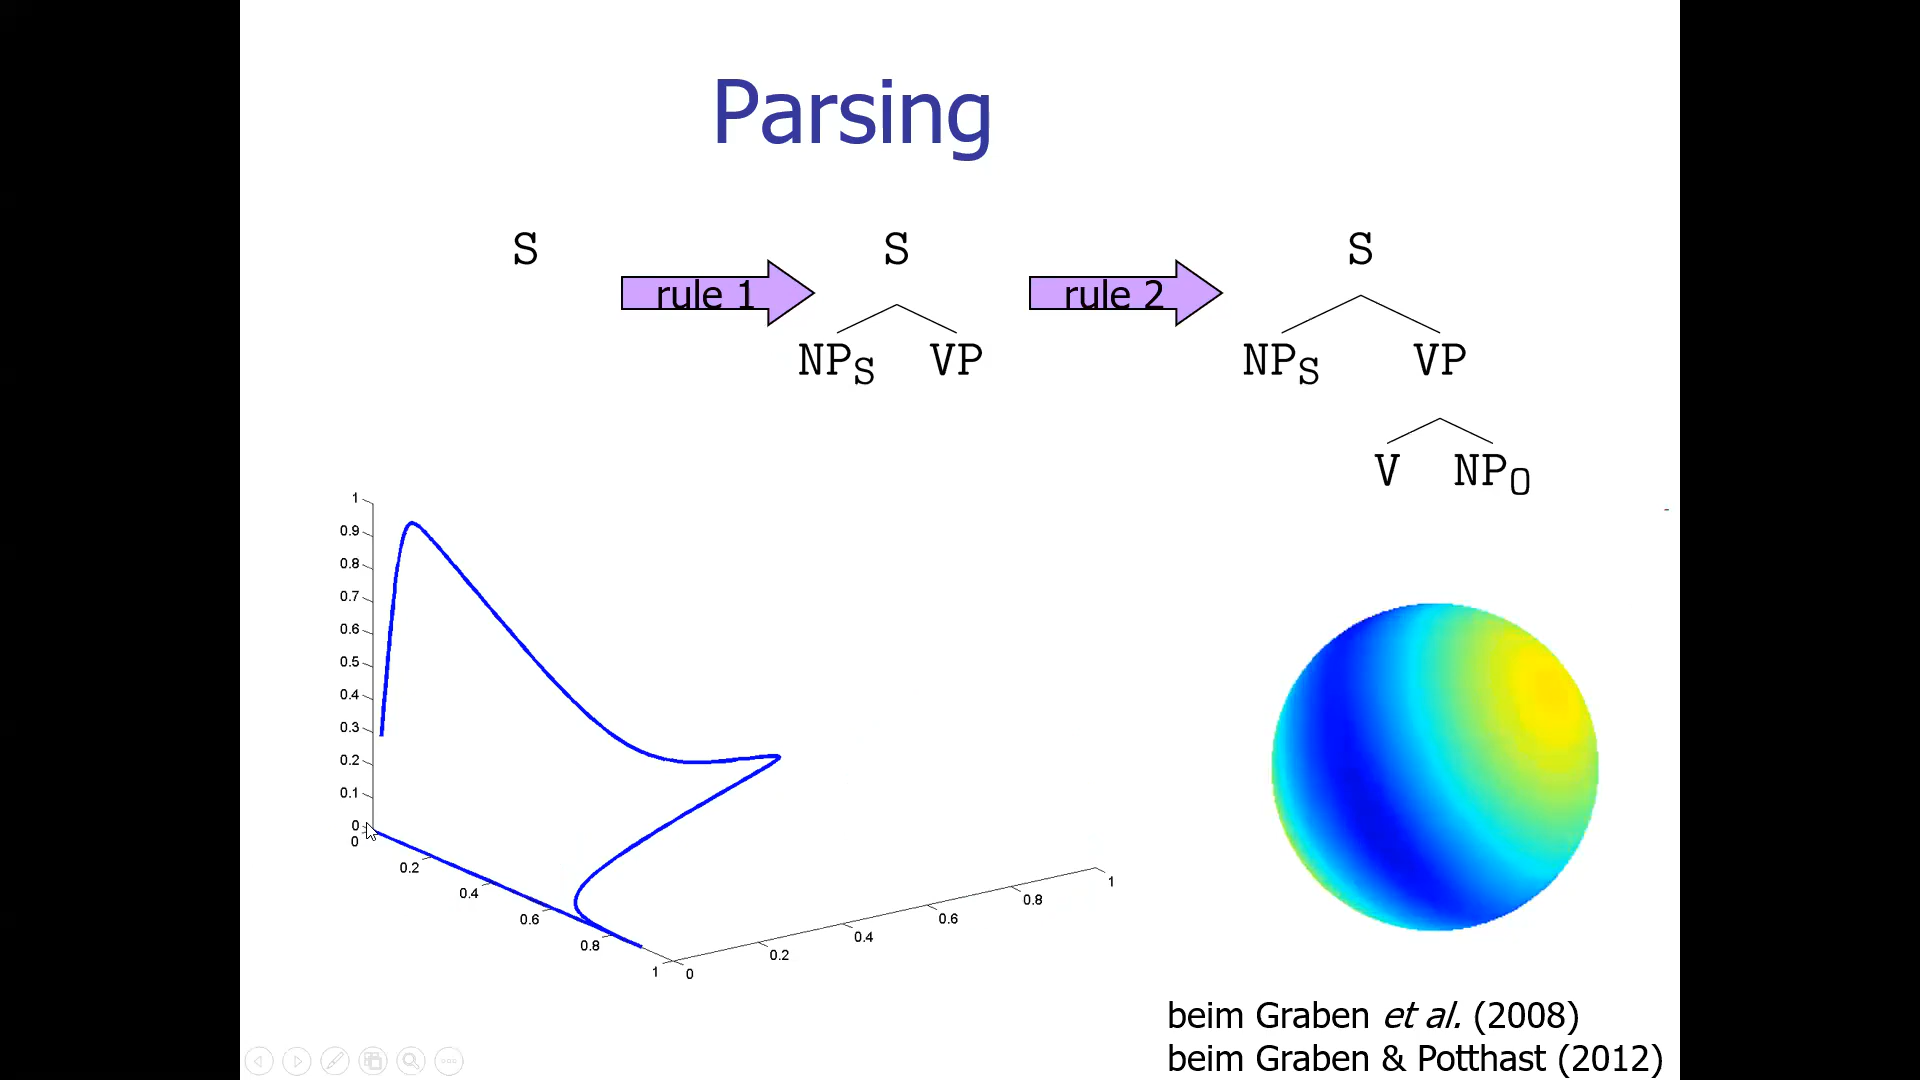 Parsing
S
rule 1
S
NPS VP
rule 2
S
NPS VP
V NPO
1
0.9
0.8
0.7
0.6
0.5
0.4
0.3
0.2
0.1
0
0
0.2
0.4
0.6
0.8
1
0
0.2
0.4
0.6
0.8
1
beim Graben et al. (2008)
beim Graben & Potthast (2012)